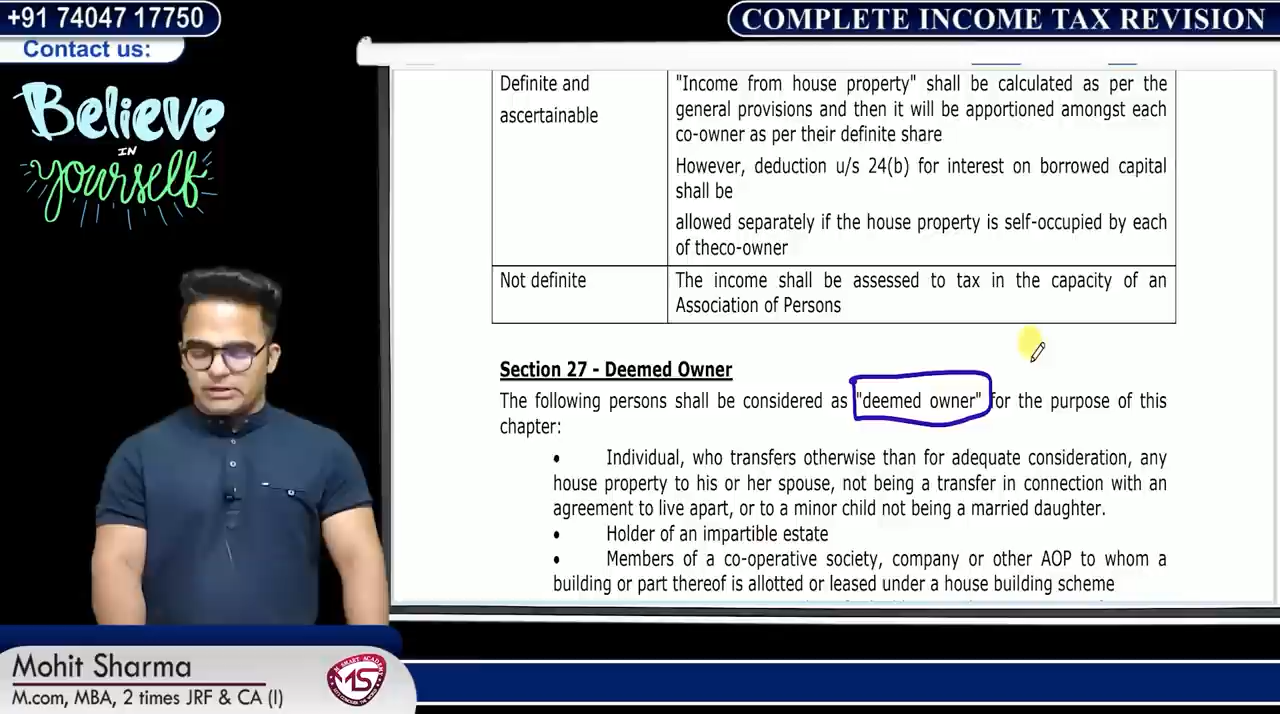 +91 74047 17750
Contact us:
COMPLETE INCOME TAX REVISION
Believe
IN
yourself
Definite and
ascertainable
"Income from house property" shall be calculated as per the
general provisions and then it will be apportioned amongst each
co-owner as per their definite share
However, deduction u/s 24(b) for interest on borrowed capital
shall be
allowed separately if the house property is self-occupied by each
of theco-owner
Not definite
The income shall be assessed to tax in the capacity of an
Association of Persons
Section 27 - Deemed Owner
The following persons shall be considered as "deemed owner" for the purpose of this
chapter:
• Individual, who transfers otherwise than for adequate consideration, any
house property to his or her spouse, not being a transfer in connection with an
agreement to live apart, or to a minor child not being a married daughter.
• Holder of an impartible estate
• Members of a co-operative society, company or other AOP to whom a
building or part thereof is allotted or leased under a house building scheme
Mohit Sharma
M.com, MBA, 2 times JRF & CA (I)
M SMART ACADEMY
MS